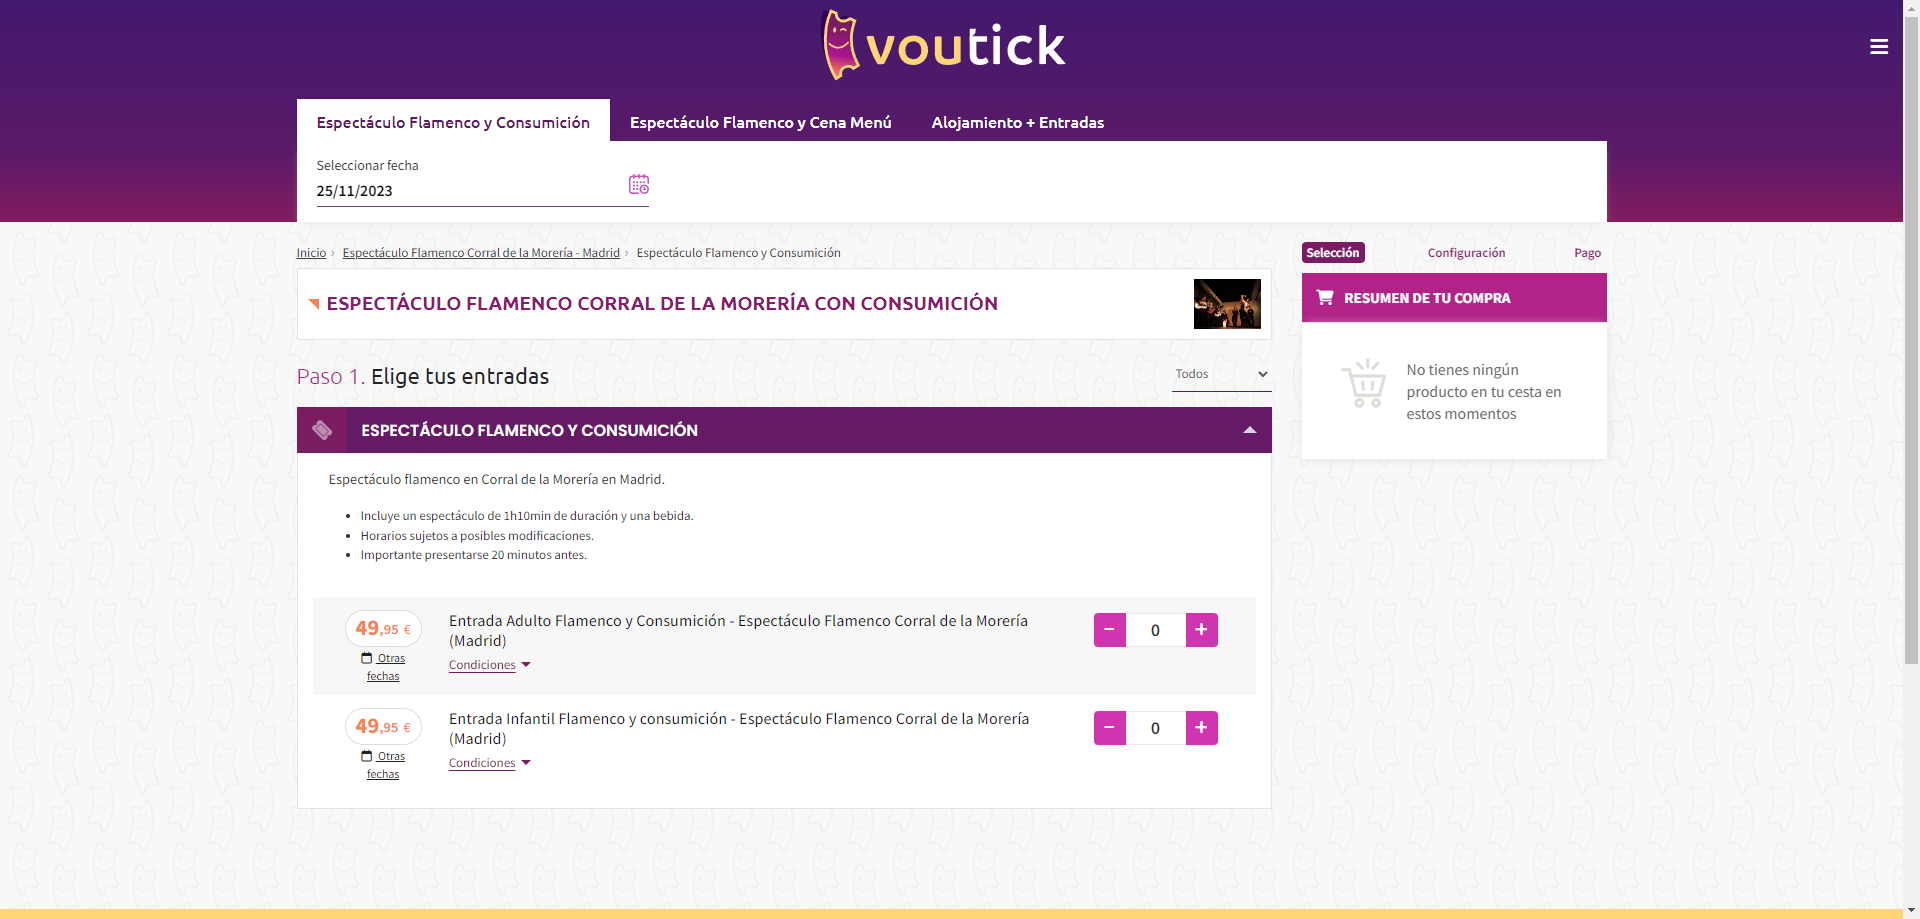 voutick
Espectáculo Flamenco y Consumición
Espectáculo Flamenco y Cena Menú
Alojamiento + Entradas
Seleccionar fecha
25/11/2023
Inicio › Espectáculo Flamenco Corral de la Morería - Madrid › Espectáculo Flamenco y Consumición
Selección
Configuración
Pago
ESPECTÁCULO FLAMENCO CORRAL DE LA MORERÍA CON CONSUMICIÓN
RESUMEN DE TU COMPRA
No tienes ningún
producto en tu cesta en
estos momentos
Paso 1. Elige tus entradas
Todos
ESPECTÁCULO FLAMENCO Y CONSUMICIÓN
Espectáculo flamenco en Corral de la Morería en Madrid.
• Incluye un espectáculo de 1h10min de duración y una bebida.
• Horarios sujetos a posibles modificaciones.
• Importante presentarse 20 minutos antes.
49,95 €
Otras
fechas
Entrada Adulto Flamenco y Consumición - Espectáculo Flamenco Corral de la Morería
(Madrid)
Condiciones
− 0 +
49,95 €
Otras
fechas
Entrada Infantil Flamenco y consumición - Espectáculo Flamenco Corral de la Morería
(Madrid)
Condiciones
− 0 +